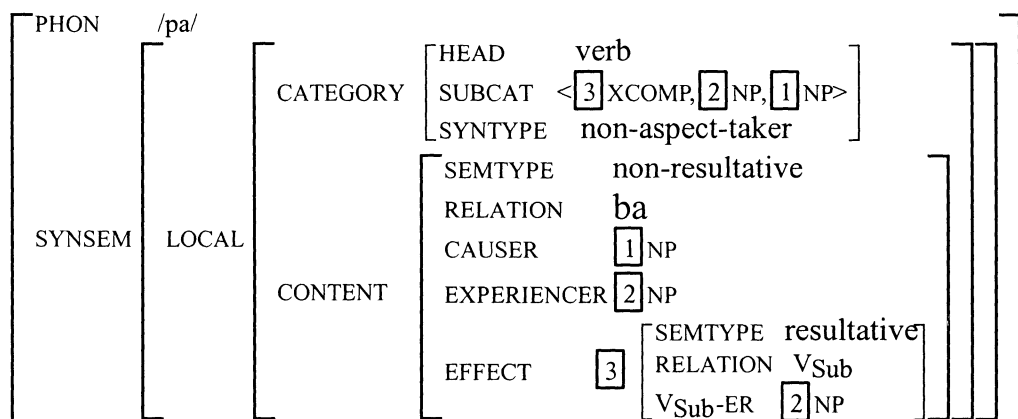 PHON /pa/
HEAD verb
CATEGORY SUBCAT <3 XCOMP, 2 NP, 1 NP>
SYNTYPE non-aspect-taker
SEMTYPE non-resultative
RELATION ba
SYNSEM LOCAL CAUSER 1 NP
CONTENT EXPERIENCER 2 NP
SEMTYPE resultative
EFFECT 3 RELATION VSub
VSub-ER 2 NP